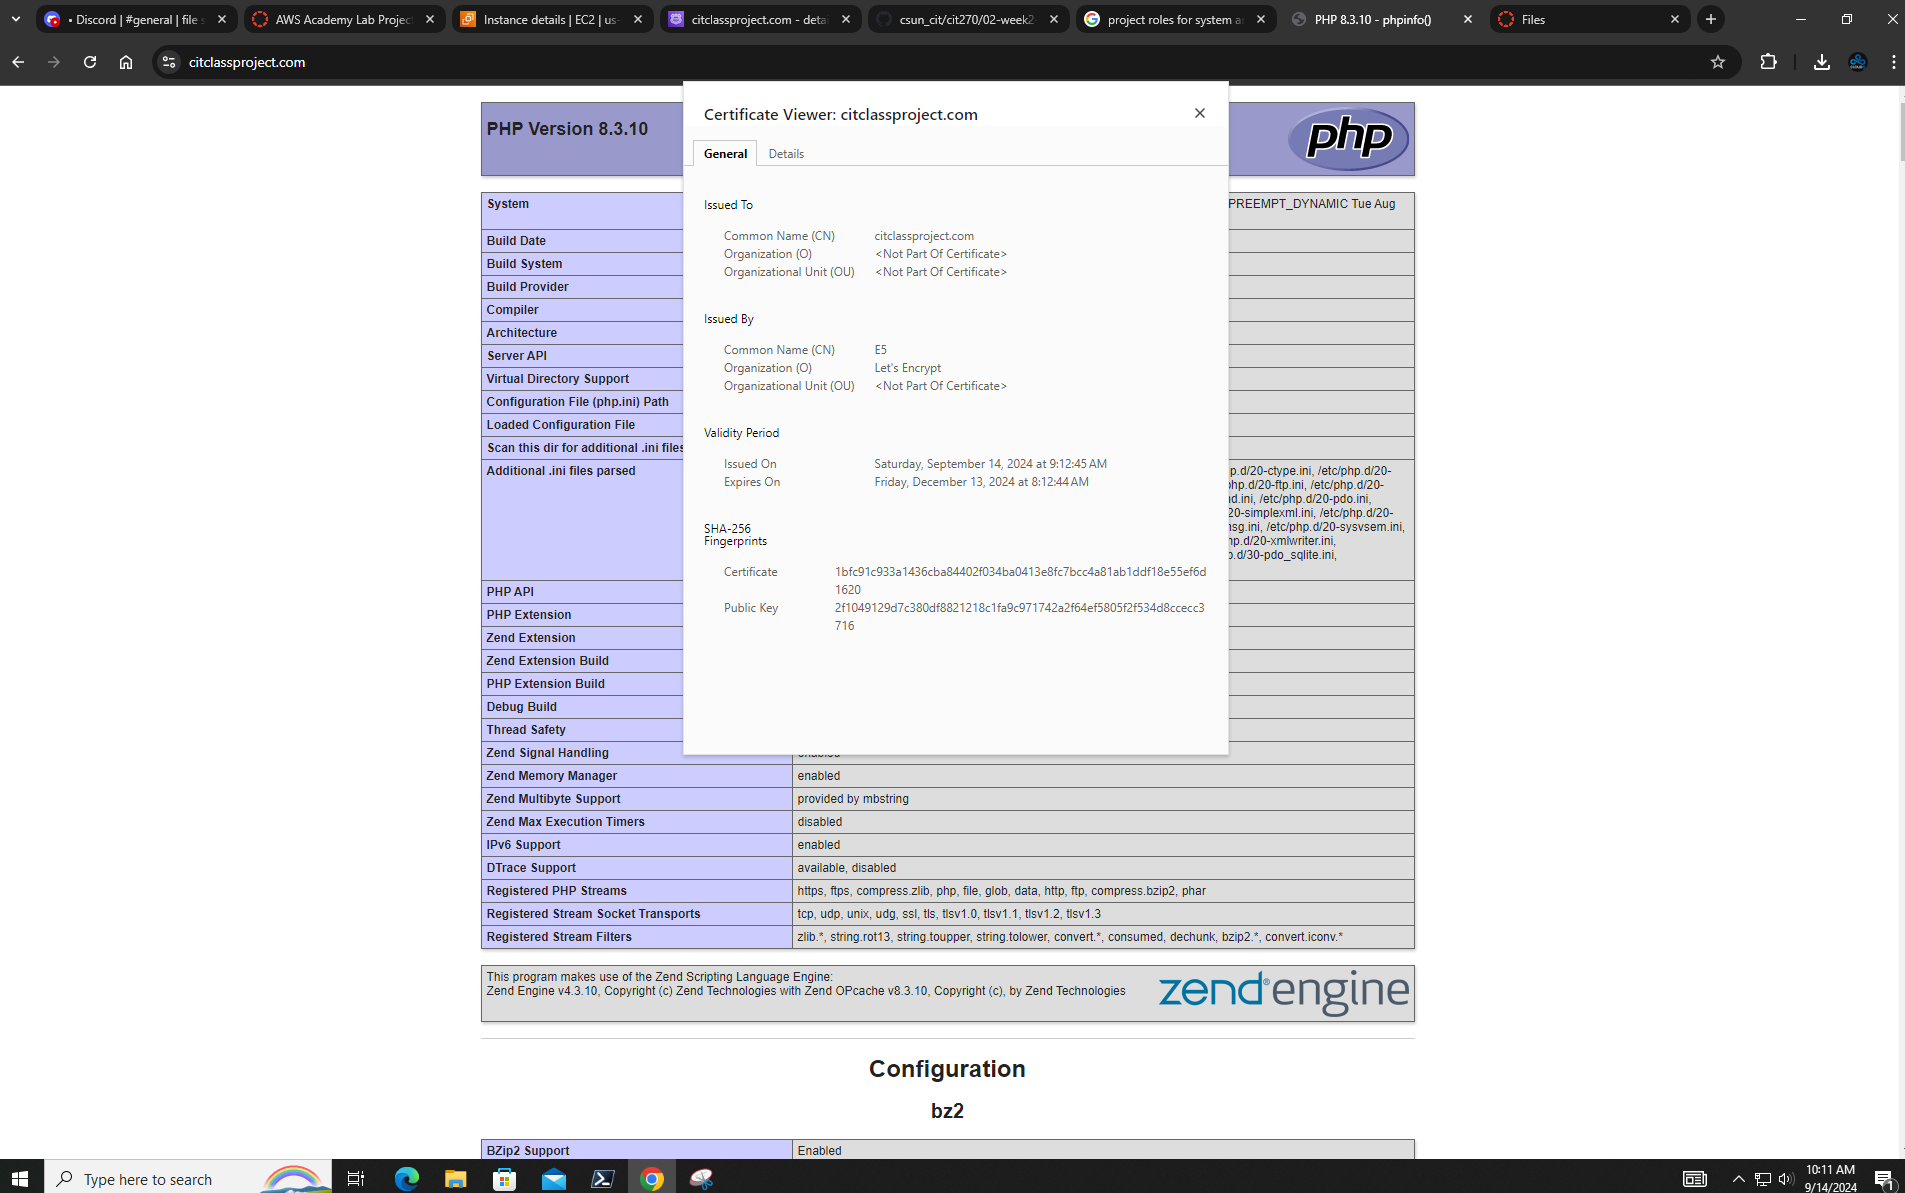 • Discord | #general | file s
AWS Academy Lab Projec
Instance details | EC2 | us-
citclassproject.com - detai
csun_cit/cit270/02-week2-
project roles for system a
PHP 8.3.10 - phpinfo()
Files
citclassproject.com
PHP Version 8.3.10
php
Certificate Viewer: citclassproject.com
General
Details
Issued To
Common Name (CN) citclassproject.com
Organization (O) <Not Part Of Certificate>
Organizational Unit (OU) <Not Part Of Certificate>
Issued By
Common Name (CN) E5
Organization (O) Let's Encrypt
Organizational Unit (OU) <Not Part Of Certificate>
Validity Period
Issued On Saturday, September 14, 2024 at 9:12:45 AM
Expires On Friday, December 13, 2024 at 8:12:44 AM
SHA-256
Fingerprints
Certificate 1bfc91c933a1436cba84402f034ba0413e8fc7bcc4a81ab1ddf18e55ef6d
1620
Public Key 2f1049129d7c380df8821218c1fa9c971742a2f64ef5805f2f534d8ccecc3
716
System PREEMPT_DYNAMIC Tue Aug
Build Date
Build System
Build Provider
Compiler
Architecture
Server API
Virtual Directory Support
Configuration File (php.ini) Path
Loaded Configuration File
Scan this dir for additional .ini files
Additional .ini files parsed p.d/20-ctype.ini, /etc/php.d/20-
php.d/20-ftp.ini, /etc/php.d/20-
nd.ini, /etc/php.d/20-pdo.ini,
20-simplexml.ini, /etc/php.d/20-
msg.ini, /etc/php.d/20-sysvsem.ini,
hp.d/20-xmlwriter.ini,
p.d/30-pdo_sqlite.ini,
PHP API
PHP Extension
Zend Extension
Zend Extension Build
PHP Extension Build
Debug Build
Thread Safety
Zend Signal Handling enabled
Zend Memory Manager enabled
Zend Multibyte Support provided by mbstring
Zend Max Execution Timers disabled
IPv6 Support enabled
DTrace Support available, disabled
Registered PHP Streams https, ftps, compress.zlib, php, file, glob, data, http, ftp, compress.bzip2, phar
Registered Stream Socket Transports tcp, udp, unix, udg, ssl, tls, tlsv1.0, tlsv1.1, tlsv1.2, tlsv1.3
Registered Stream Filters zlib.*, string.rot13, string.toupper, string.tolower, convert.*, consumed, dechunk, bzip2.*, convert.iconv.*
This program makes use of the Zend Scripting Language Engine:
Zend Engine v4.3.10, Copyright (c) Zend Technologies with Zend OPcache v8.3.10, Copyright (c), by Zend Technologies
zend® engine
Configuration
bz2
BZip2 Support Enabled
Type here to search
10:11 AM
9/14/2024
1